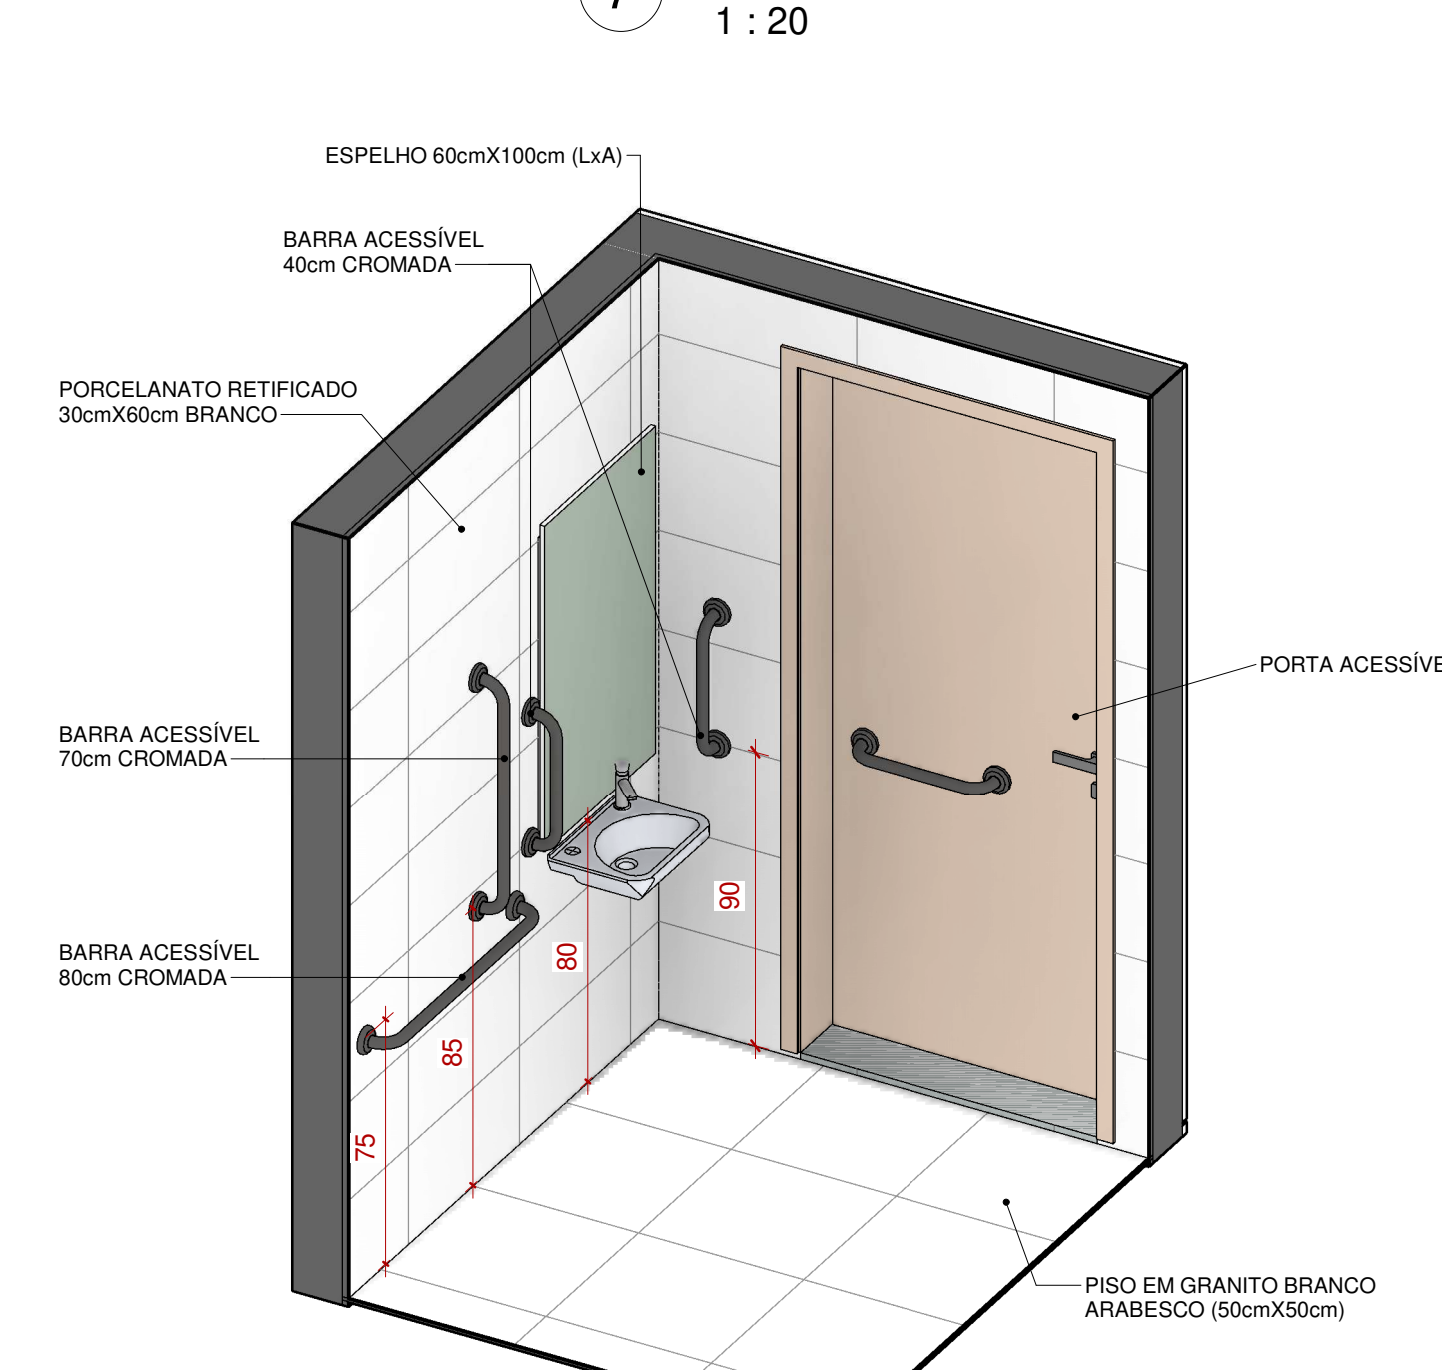 1 : 20
ESPELHO 60cmX100cm (LxA)
BARRA ACESSÍVEL
40cm CROMADA
PORCELANATO RETIFICADO
30cmX60cm BRANCO
PORTA ACESSÍVE
BARRA ACESSÍVEL
70cm CROMADA
90
80
BARRA ACESSÍVEL
80cm CROMADA
85
75
PISO EM GRANITO BRANCO
ARABESCO (50cmX50cm)